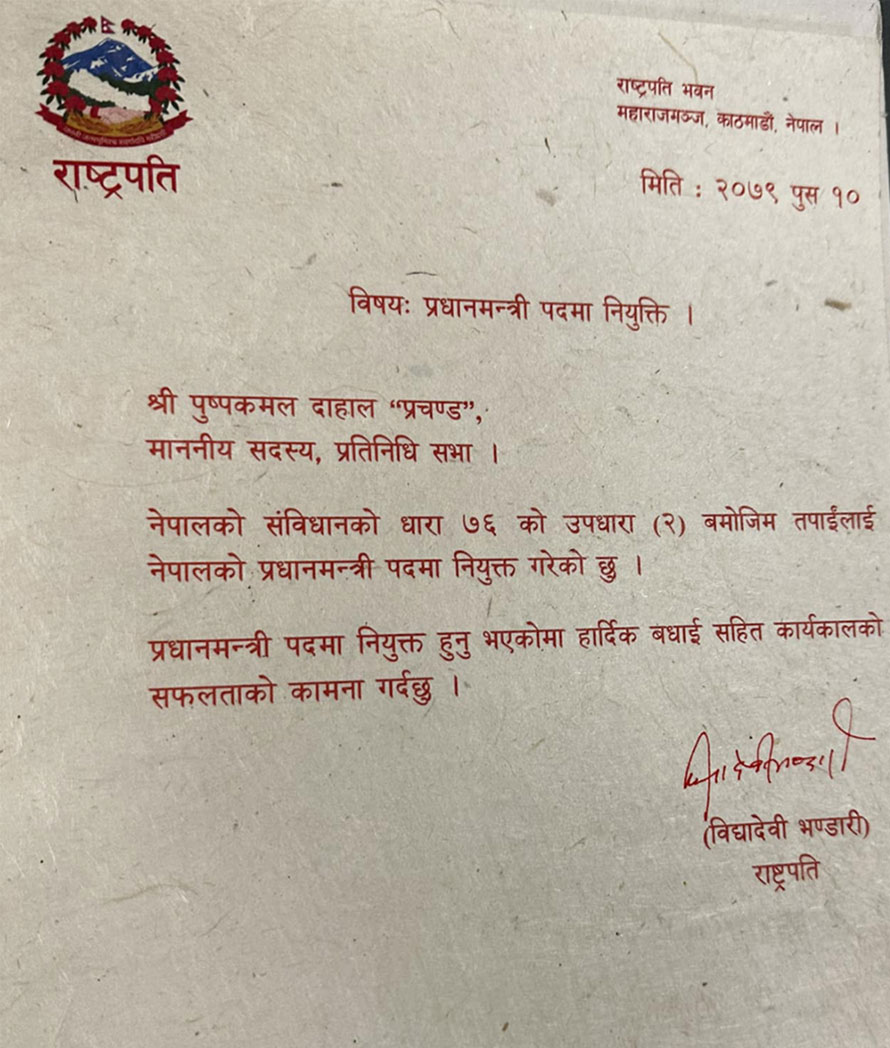 राष्ट्रपति
राष्ट्रपति भवन
महाराजगञ्ज, काठमाडौं, नेपाल ।
मिति : २०७९ पुस १०
विषयः प्रधानमन्त्री पदमा नियुक्ति ।
श्री पुष्पकमल दाहाल “प्रचण्ड”,
माननीय सदस्य, प्रतिनिधि सभा ।
नेपालको संविधानको धारा ७६ को उपधारा (२) बमोजिम तपाईंलाई
नेपालको प्रधानमन्त्री पदमा नियुक्त गरेको छु ।
प्रधानमन्त्री पदमा नियुक्त हुनु भएकोमा हार्दिक बधाई सहित कार्यकालको
सफलताको कामना गर्दछु ।
(विद्यादेवी भण्डारी)
राष्ट्रपति